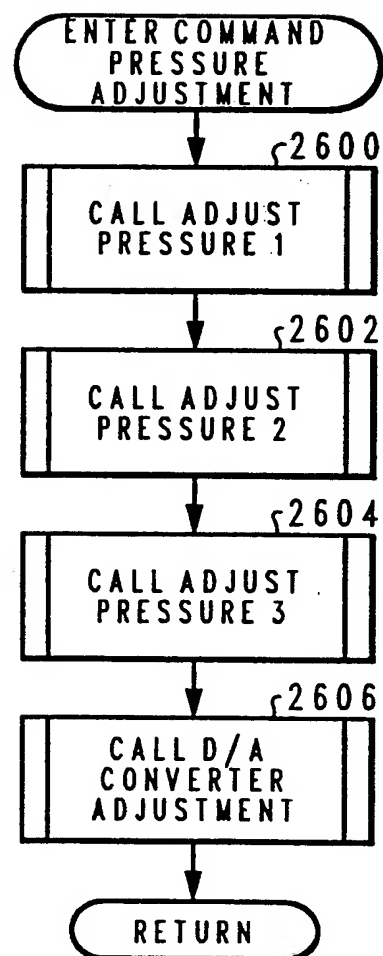 ENTER COMMAND
PRESSURE
ADJUSTMENT
2600
CALL ADJUST
PRESSURE 1
2602
CALL ADJUST
PRESSURE 2
2604
CALL ADJUST
PRESSURE 3
2606
CALL D/A
CONVERTER
ADJUSTMENT
RETURN